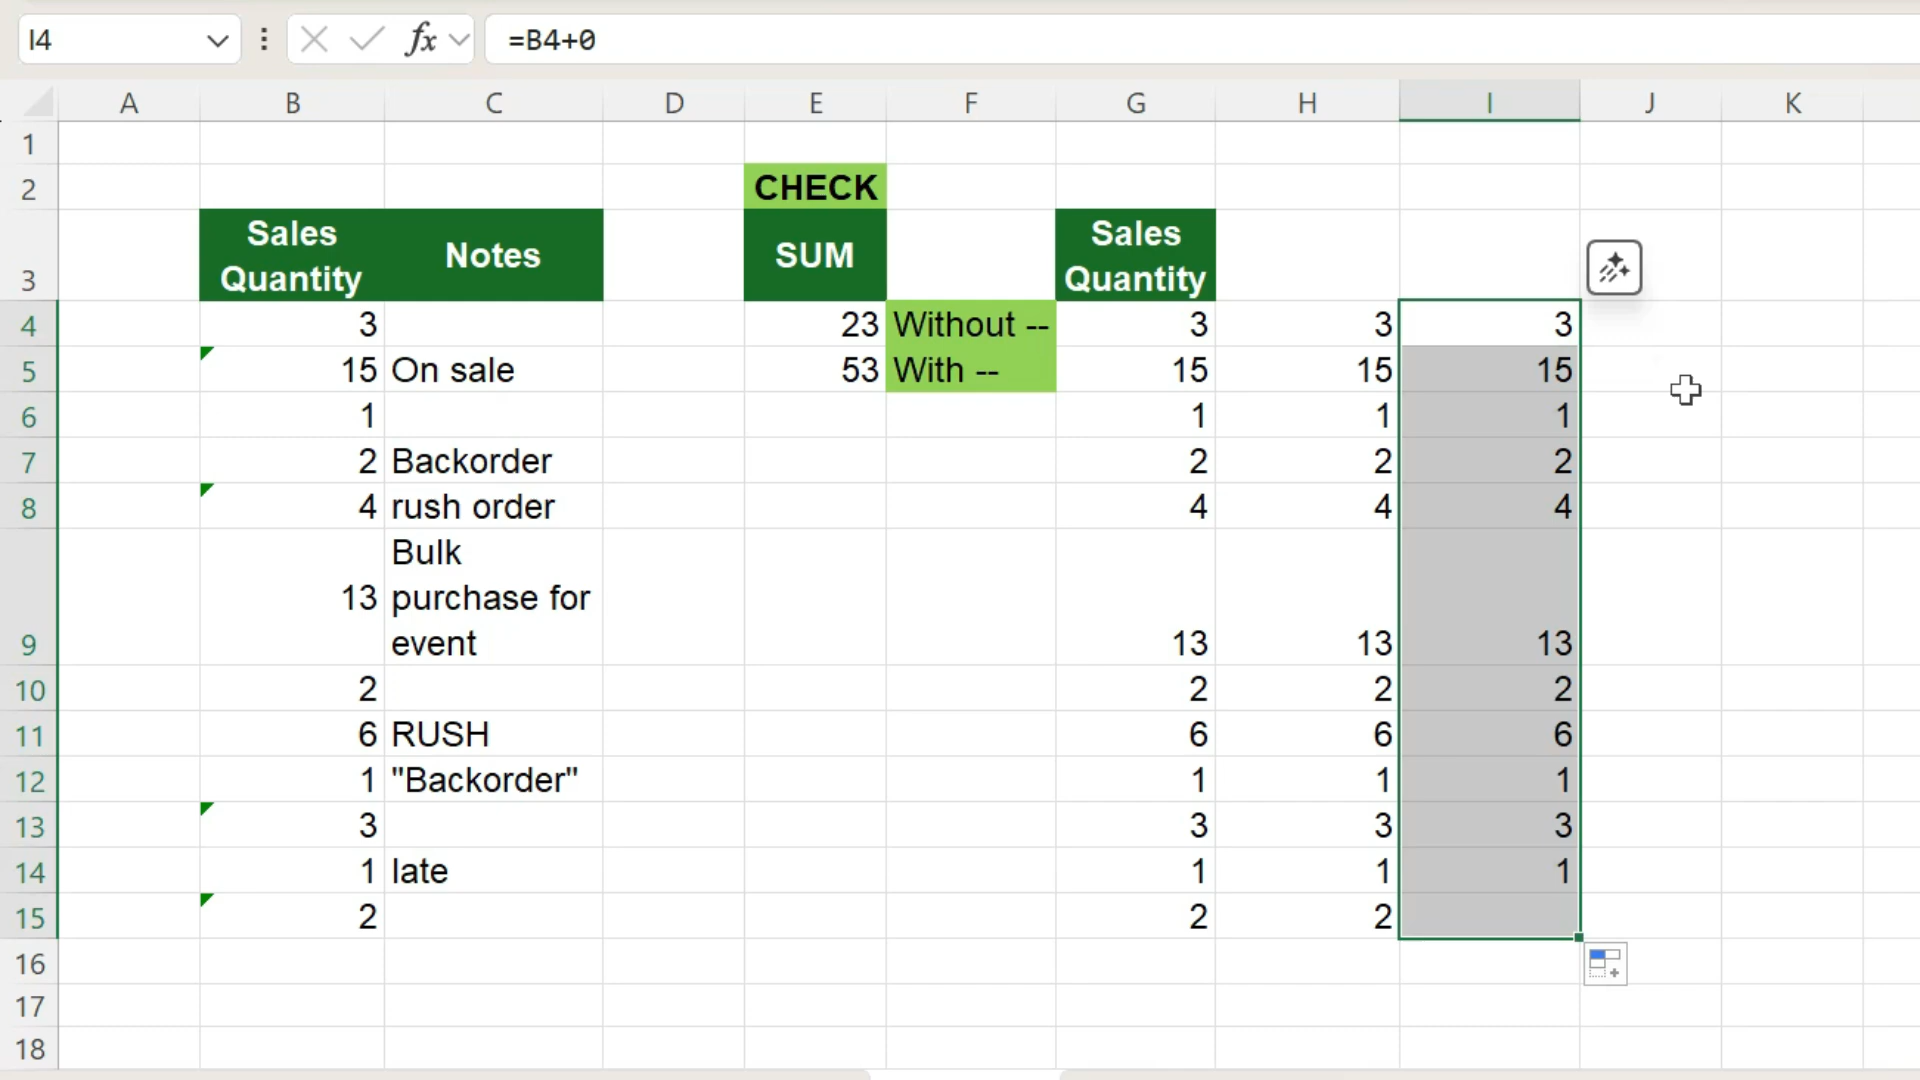 I4 fx =B4+0
A B C D E F G H I J K
1
2 CHECK
3 Sales Quantity Notes SUM Sales Quantity
4 3 23 Without -- 3 3 3
5 15 On sale 53 With -- 15 15 15
6 1 1 1 1
7 2 Backorder 2 2 2
8 4 rush order 4 4 4
9 13 Bulk purchase for event 13 13 13
10 2 2 2 2
11 6 RUSH 6 6 6
12 1 "Backorder" 1 1 1
13 3 3 3 3
14 1 late 1 1 1
15 2 2 2
16
17
18